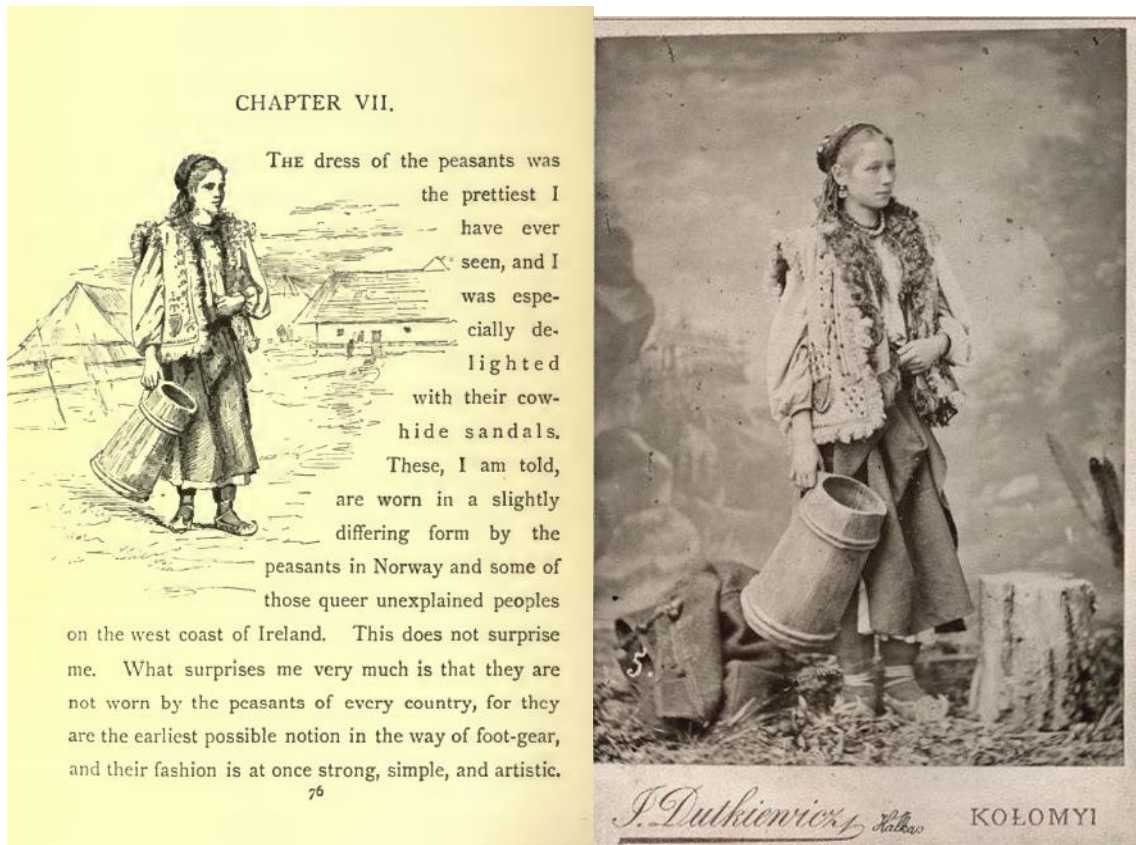 CHAPTER VII.
THE dress of the peasants was
the prettiest I
have ever
seen, and I
was espe-
cially de-
lighted
with their cow-
hide sandals.
These, I am told,
are worn in a slightly
differing form by the
peasants in Norway and some of
those queer unexplained peoples
on the west coast of Ireland. This does not surprise
me. What surprises me very much is that they are
not worn by the peasants of every country, for they
are the earliest possible notion in the way of foot-gear,
and their fashion is at once strong, simple, and artistic.
76
5.
J. Dutkiewicz Halka KOŁOMYI